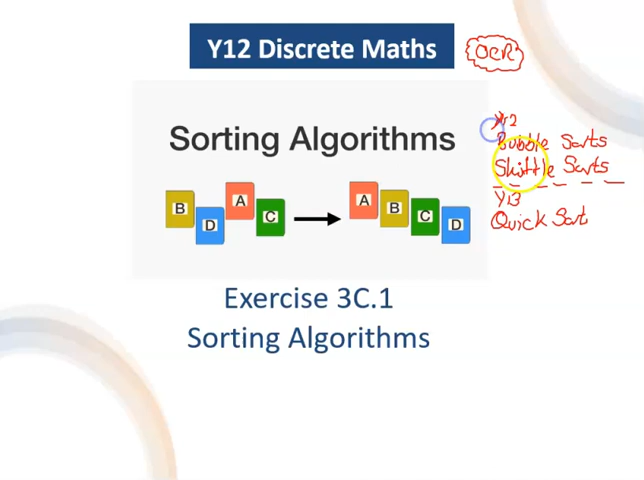 Y12 Discrete Maths
OCR
Sorting Algorithms
B D A C A B C D
Y12
Bubble Sorts
Shuttle Sorts
Y13
Quick Sort
Exercise 3C.1
Sorting Algorithms